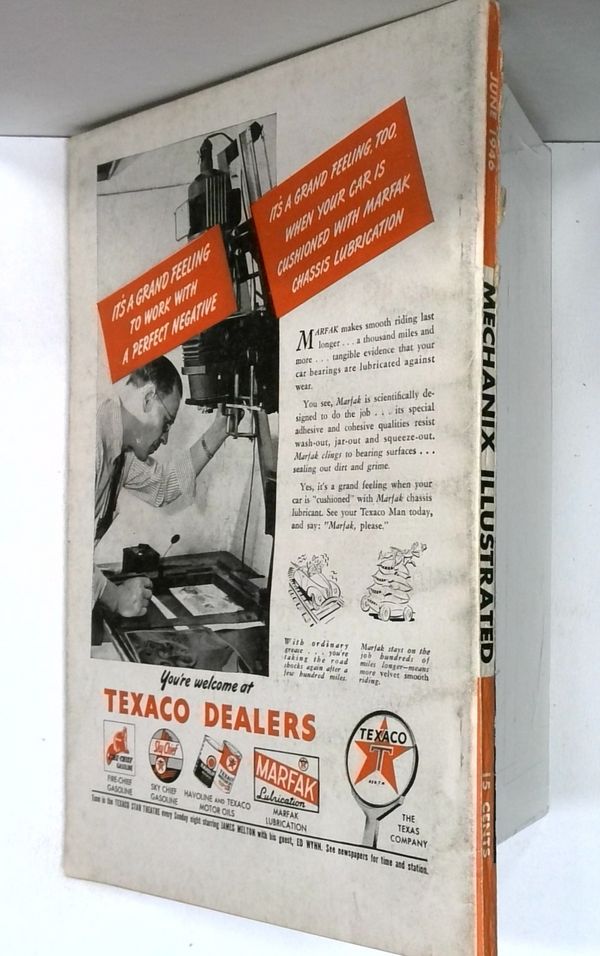 IT'S A GRAND FEELING
TO WORK WITH
A PERFECT NEGATIVE
IT'S A GRAND FEELING, TOO,
WHEN YOUR CAR IS
CUSHIONED WITH MARFAK
CHASSIS LUBRICATION
MARFAK makes smooth riding last
longer . . . a thousand miles and
more . . . tangible evidence that your
car bearings are lubricated against
wear.
You see, Marfak is scientifically de-
signed to do the job . . . its special
adhesive and cohesive qualities resist
wash-out, jar-out and squeeze-out.
Marfak clings to bearing surfaces . . .
sealing out dirt and grime.
Yes, it's a grand feeling when your
car is "cushioned" with Marfak chassis
lubricant. See your Texaco Man today,
and say: "Marfak, please."
With ordinary
grease . . . you're
taking the road
shocks again after a
few hundred miles.
Marfak stays on the
job hundreds of
miles longer—means
more velvet smooth
riding.
You're welcome at
TEXACO DEALERS
FIRE-CHIEF
GASOLINE
FIRE-CHIEF
GASOLINE
Sky Chief
SKY CHIEF
GASOLINE
HAVOLINE AND TEXACO
MOTOR OILS
MARFAK
Lubrication
MARFAK
LUBRICATION
TEXACO
T
THE
TEXAS
COMPANY
Tune in the TEXACO STAR THEATRE every Sunday night starring JAMES MELTON with his guest, ED WYNN. See newspapers for time and station.
JUNE 1946
MECHANIX ILLUSTRATED
15 CENTS